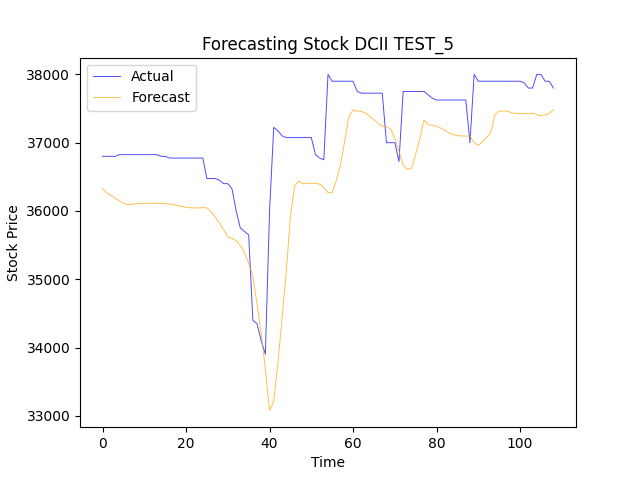 Forecasting Stock DCII TEST_5
Actual
Forecast
38000
37000
36000
35000
34000
33000
Stock Price
0 20 40 60 80 100
Time